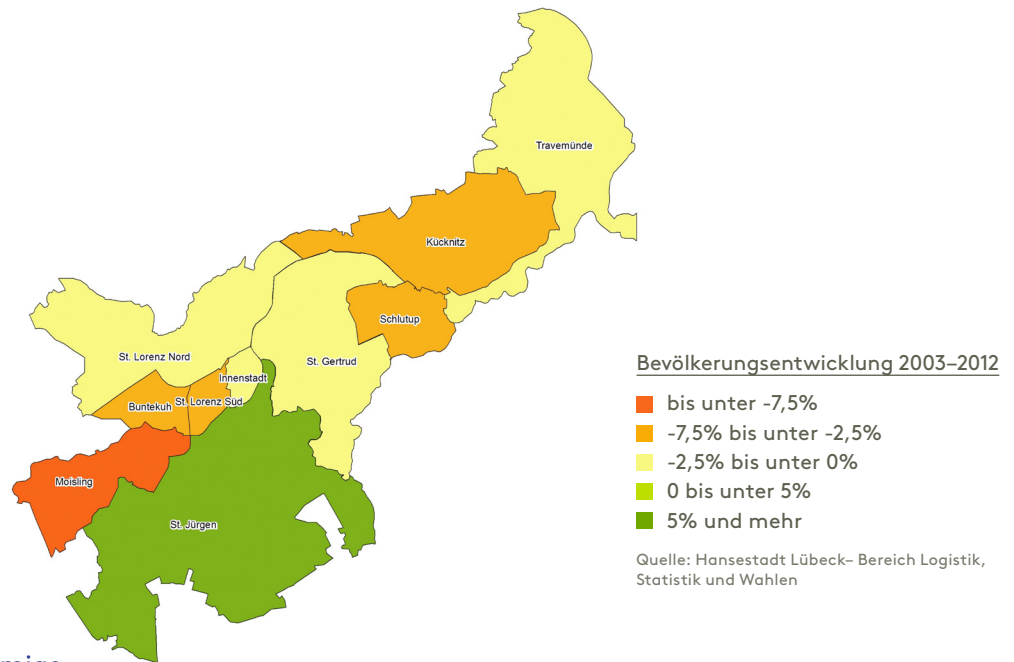 Travemünde
Kücknitz
Schlutup
St. Lorenz Nord
St. Gertrud
Innenstadt
Buntekuh
St. Lorenz Süd
Moisling
St. Jürgen
Bevölkerungsentwicklung 2003–2012
bis unter -7,5%
-7,5% bis unter -2,5%
-2,5% bis unter 0%
0 bis unter 5%
5% und mehr
Quelle: Hansestadt Lübeck– Bereich Logistik,
Statistik und Wahlen